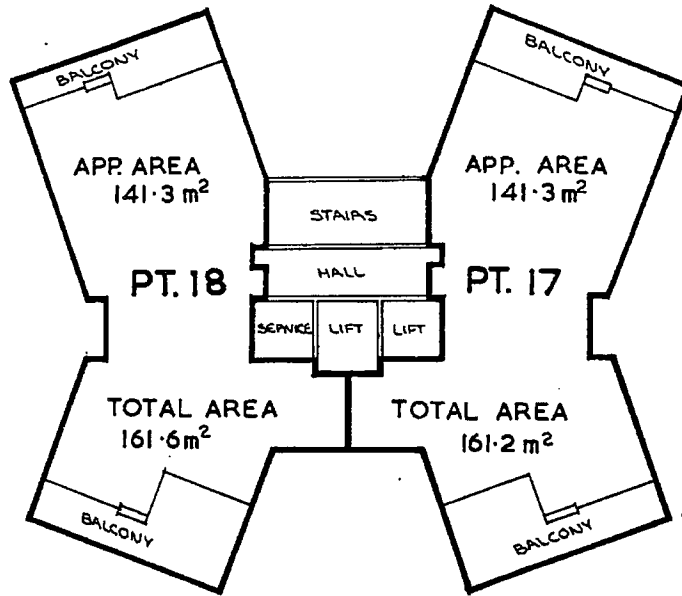 BALCONY
BALCONY
APP. AREA
141·3 m²
APP. AREA
141·3 m²
STAIRS
HALL
PT. 18
PT. 17
SERVICE
LIFT
LIFT
TOTAL AREA
161·6 m²
TOTAL AREA
161·2 m²
BALCONY
BALCONY